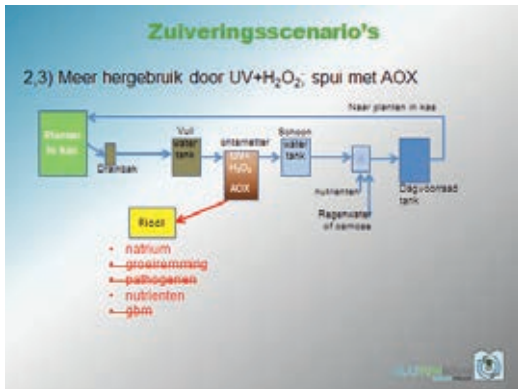 Zuiveringsscenario's
2,3) Meer hergebruik door UV+H₂O₂; spui met AOX
Naar planten in kas
Planten
in kas
Vuil
water
tank
ontsmetter
Schoon
water
tank
Drainbak
UV+
H₂O₂
AOX
nutrienten
Dagvoorraad
tank
Regenwater
of osmose
Riool
• natrium
• groeiremming
• pathogenen
• nutrienten
• gbm